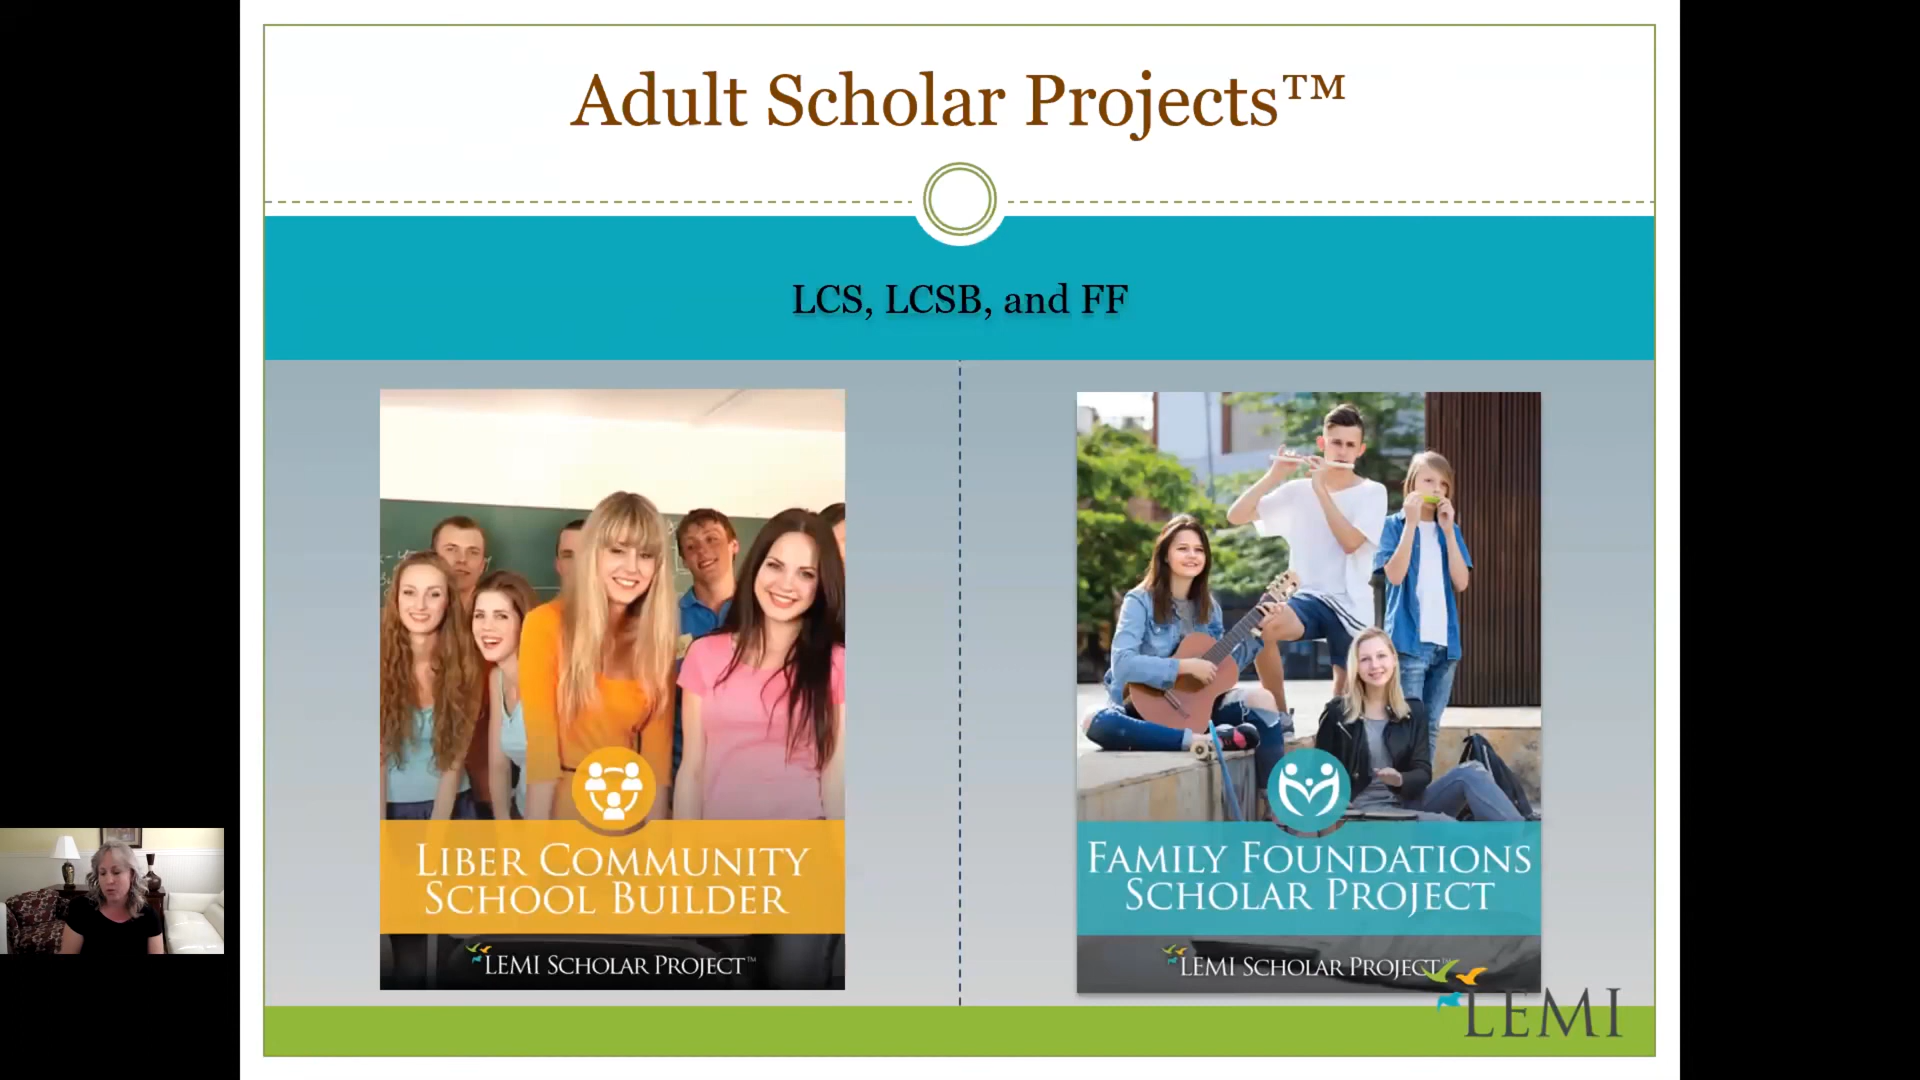 Adult Scholar Projects™
LCS, LCSB, and FF
LIBER COMMUNITY
SCHOOL BUILDER
LEMI SCHOLAR PROJECT™
FAMILY FOUNDATIONS
SCHOLAR PROJECT
LEMI SCHOLAR PROJECT
LEMI